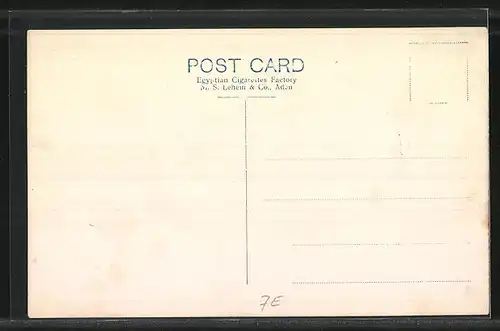 POST CARD
Egyptian Cigarettes Factory
M. S. Lehem & Co., Aden
7E